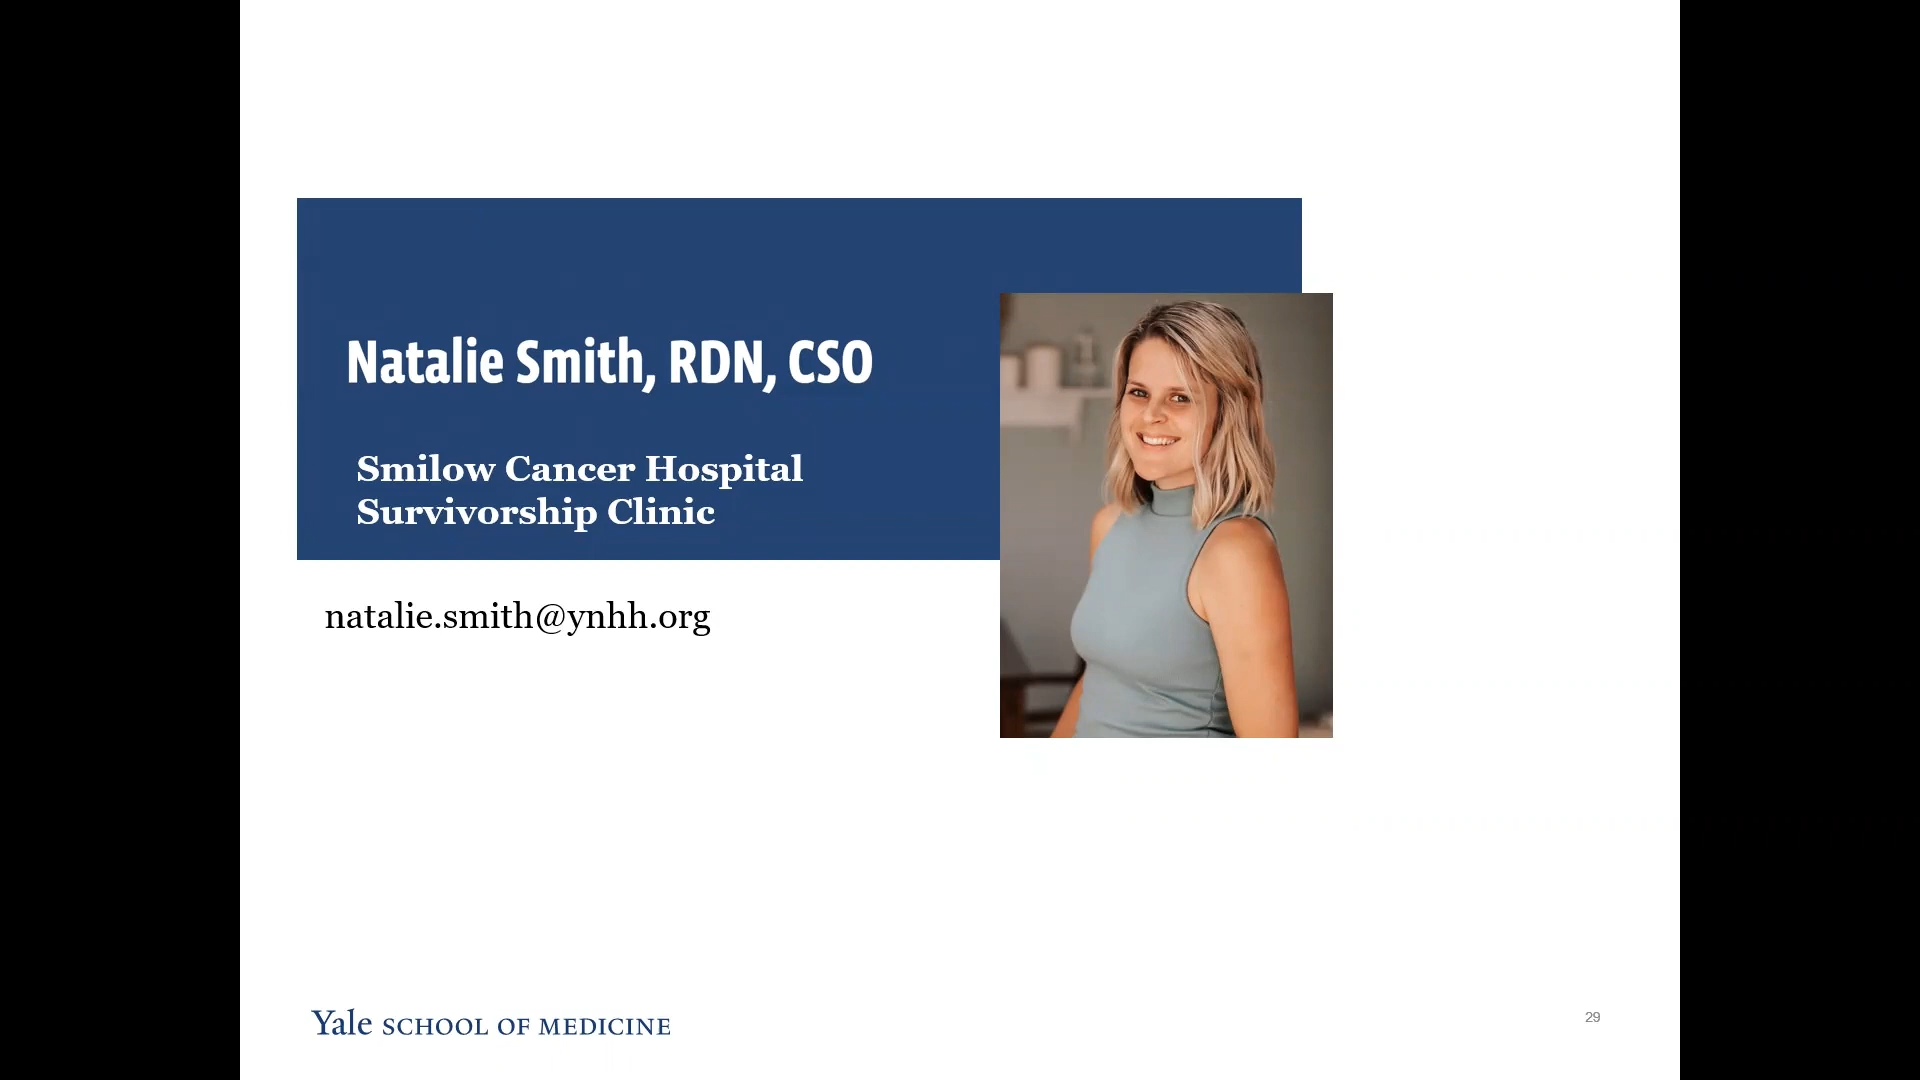 Natalie Smith, RDN, CSO
Smilow Cancer Hospital
Survivorship Clinic
natalie.smith@ynhh.org
Yale SCHOOL OF MEDICINE
29